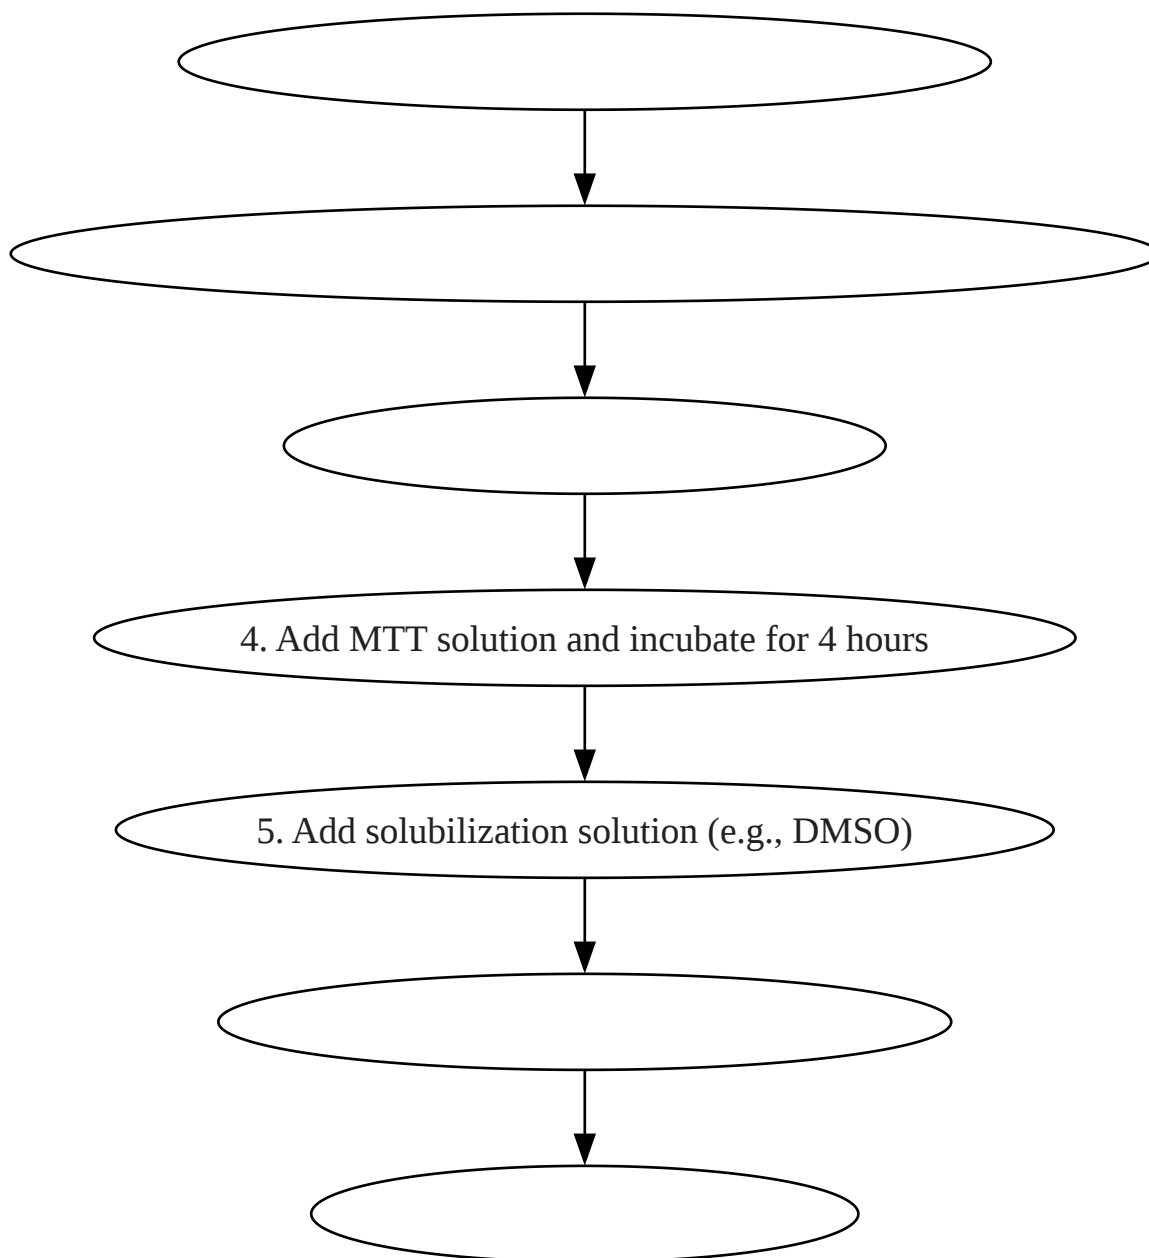 4. Add MTT solution and incubate for 4 hours
5. Add solubilization solution (e.g., DMSO)